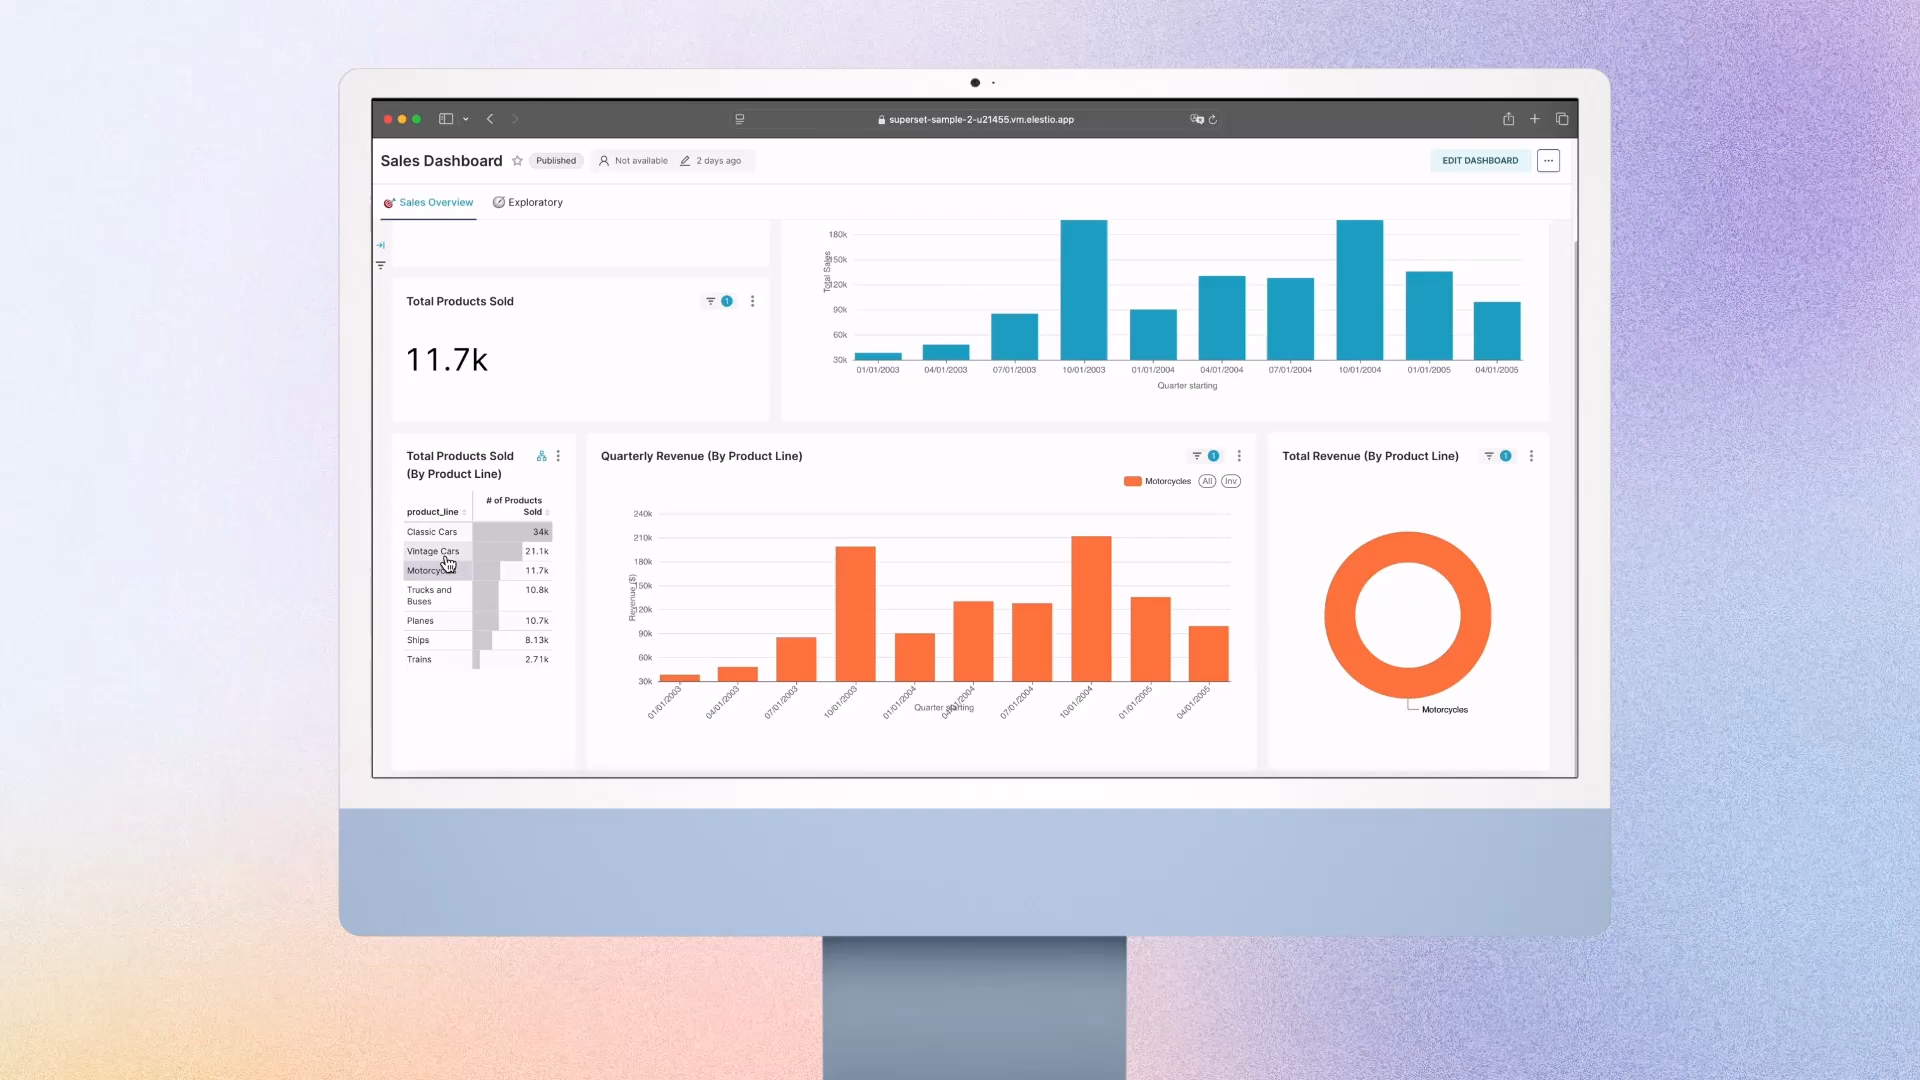 superset-sample-2-u21455.vm.elestio.app
Sales Dashboard
Published
Not available
2 days ago
EDIT DASHBOARD
Sales Overview
Exploratory
Total Products Sold
1
11.7k
Total Sales
180k
150k
120k
90k
60k
30k
01/01/2003
04/01/2003
07/01/2003
10/01/2003
01/01/2004
04/01/2004
07/01/2004
10/01/2004
01/01/2005
04/01/2005
Quarter starting
Total Products Sold
(By Product Line)
product_line
# of Products
Sold
Classic Cars 34k
Vintage Cars 21.1k
Motorcycles 11.7k
Trucks and 10.8k
Buses
Planes 10.7k
Ships 8.13k
Trains 2.71k
Quarterly Revenue (By Product Line)
1
Motorcycles
All
Inv
Revenue ($)
240k
210k
180k
150k
120k
90k
60k
30k
01/01/2003
04/01/2003
07/01/2003
10/01/2003
01/01/2004
04/01/2004
07/01/2004
10/01/2004
01/01/2005
04/01/2005
Quarter starting
Total Revenue (By Product Line)
1
Motorcycles